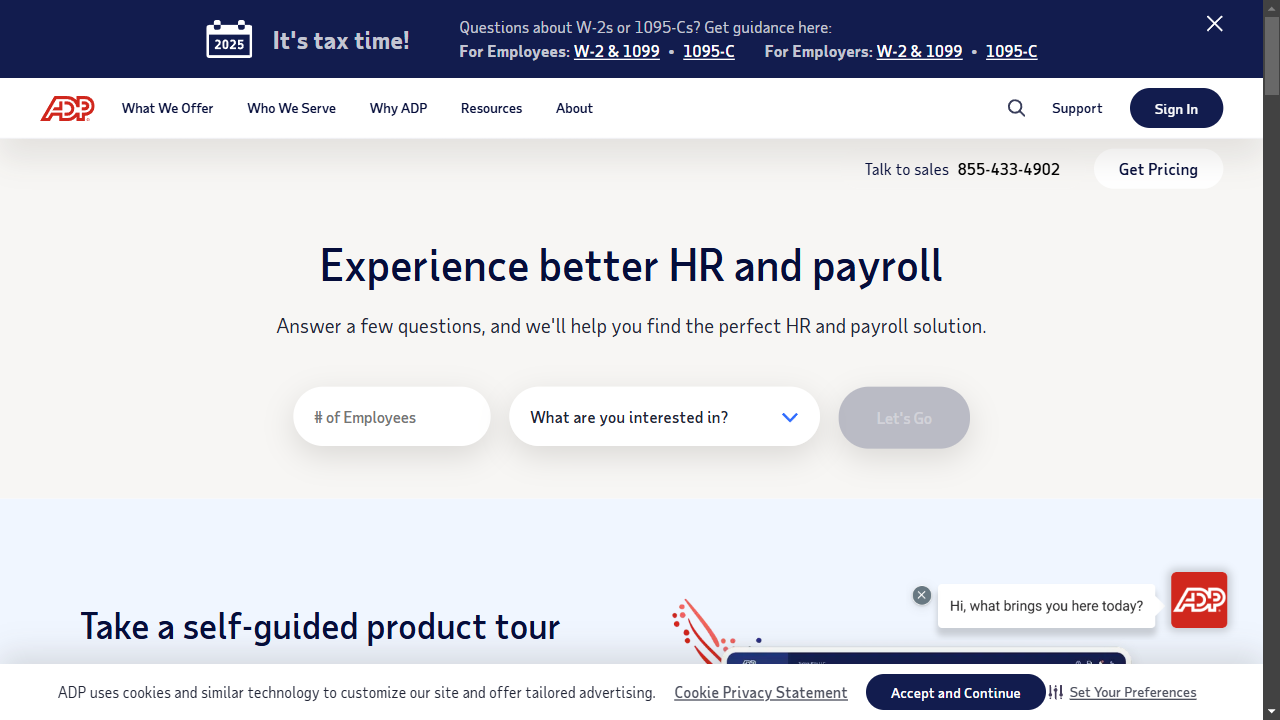 2025
It's tax time!
Questions about W-2s or 1095-Cs? Get guidance here:
For Employees: W-2 & 1099 • 1095-C For Employers: W-2 & 1099 • 1095-C
ADP What We Offer Who We Serve Why ADP Resources About Support Sign In
Talk to sales 855-433-4902 Get Pricing
Experience better HR and payroll
Answer a few questions, and we'll help you find the perfect HR and payroll solution.
# of Employees What are you interested in? Let's Go
Hi, what brings you here today? ADP
Take a self-guided product tour
ADP uses cookies and similar technology to customize our site and offer tailored advertising. Cookie Privacy Statement Accept and Continue Set Your Preferences